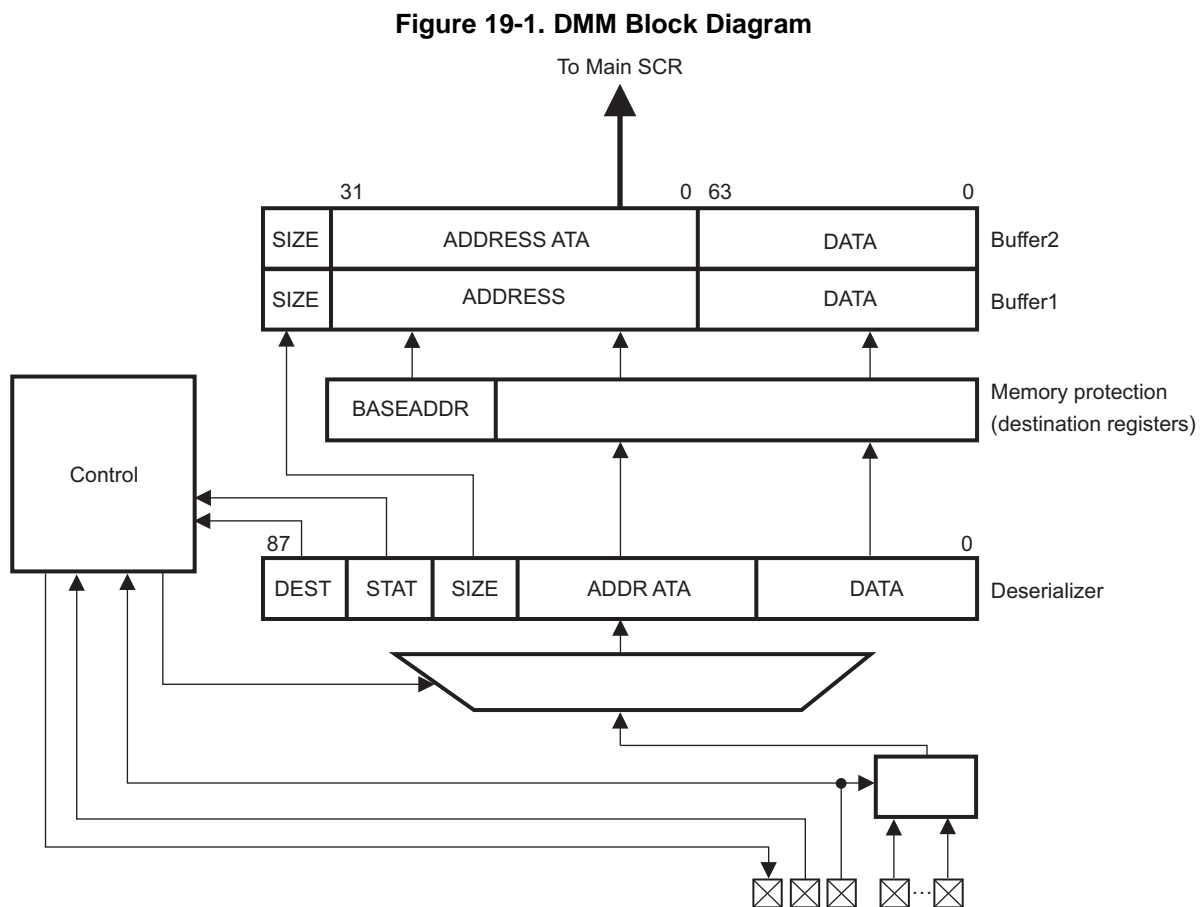 Figure 19-1. DMM Block Diagram
To Main SCR
31 0 63 0
SIZE ADDRESS ATA DATA Buffer2
SIZE ADDRESS DATA Buffer1
BASEADDR
Memory protection
(destination registers)
Control
87 0
DEST STAT SIZE ADDR ATA DATA Deserializer
...